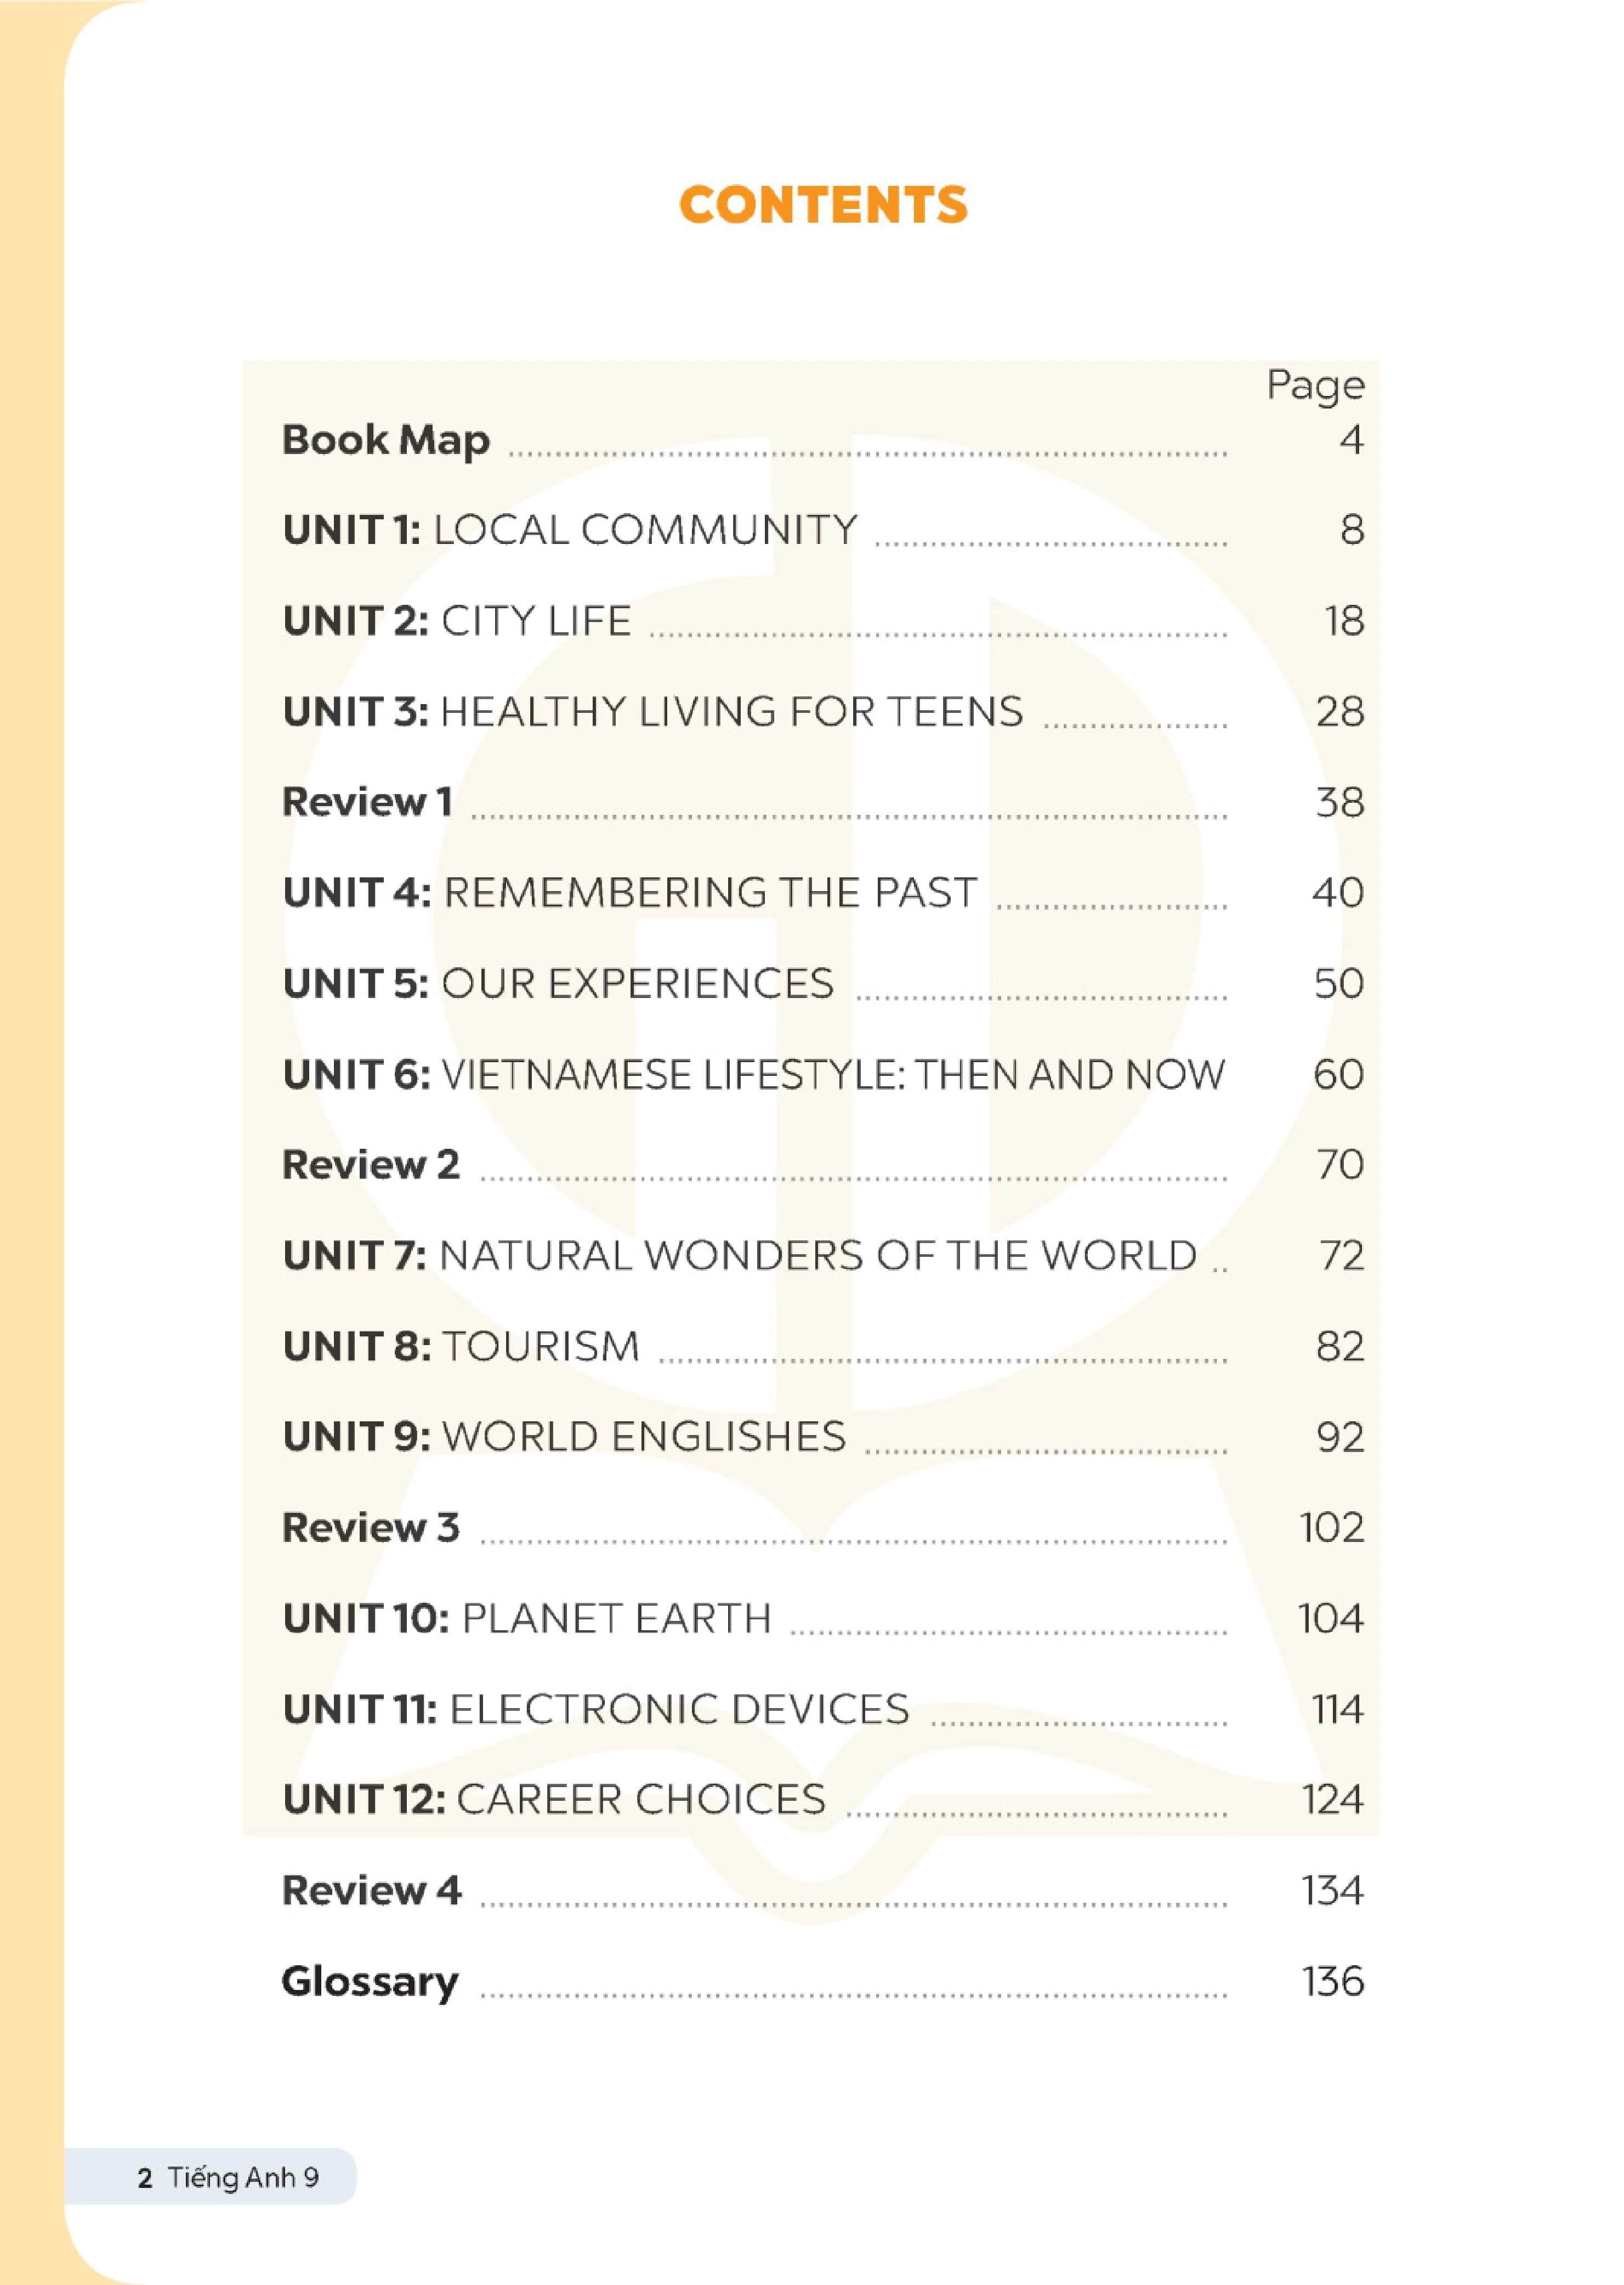 CONTENTS
Page
Book Map 4
UNIT 1: LOCAL COMMUNITY 8
UNIT 2: CITY LIFE 18
UNIT 3: HEALTHY LIVING FOR TEENS 28
Review 1 38
UNIT 4: REMEMBERING THE PAST 40
UNIT 5: OUR EXPERIENCES 50
UNIT 6: VIETNAMESE LIFESTYLE: THEN AND NOW 60
Review 2 70
UNIT 7: NATURAL WONDERS OF THE WORLD .. 72
UNIT 8: TOURISM 82
UNIT 9: WORLD ENGLISHES 92
Review 3 102
UNIT 10: PLANET EARTH 104
UNIT 11: ELECTRONIC DEVICES 114
UNIT 12: CAREER CHOICES 124
Review 4 134
Glossary 136
2 Tiếng Anh 9